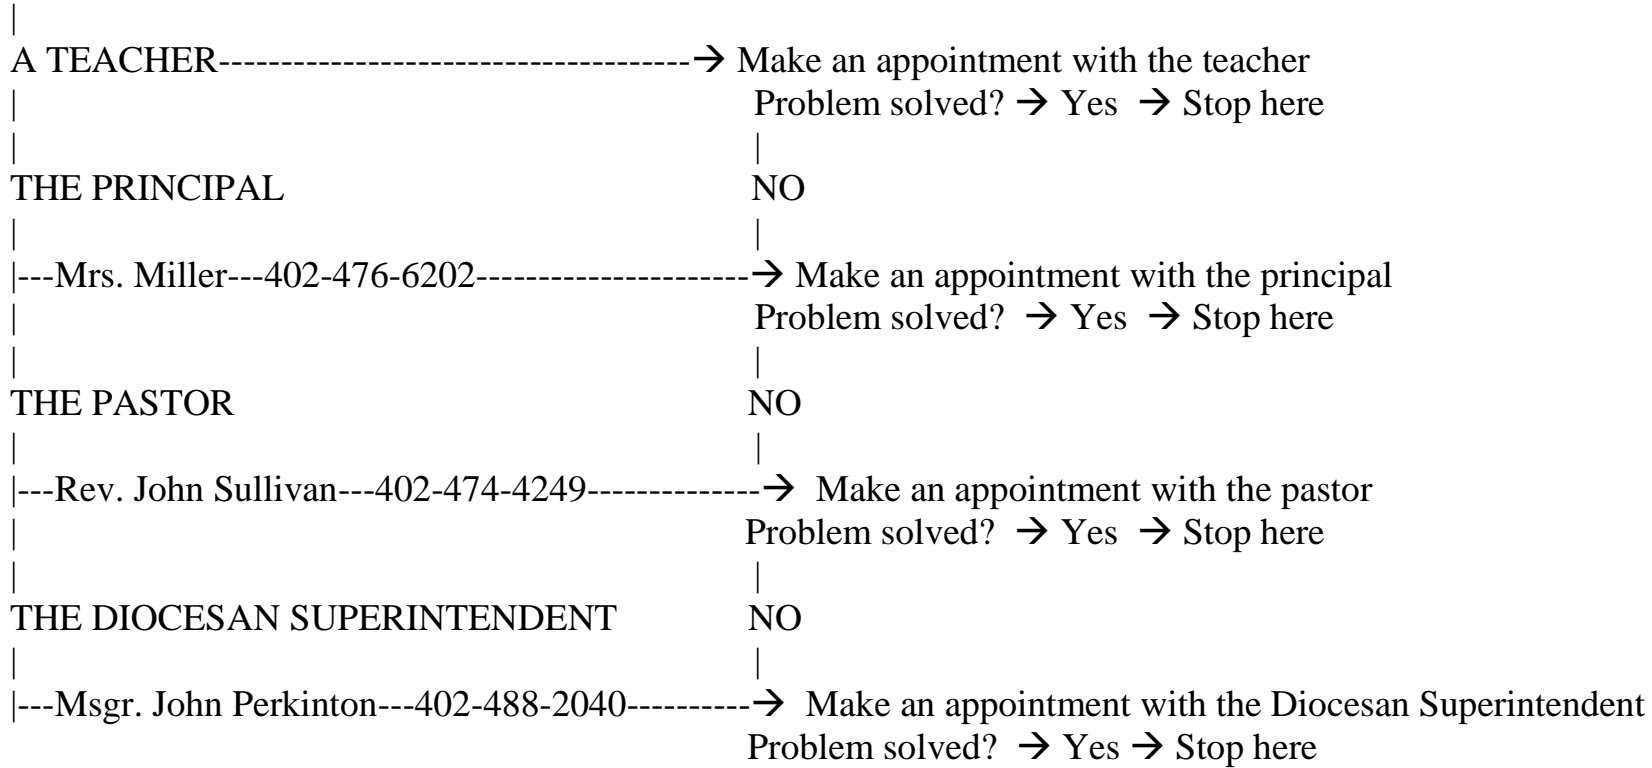 |
A TEACHER--------------------------------------→ Make an appointment with the teacher
| Problem solved? → Yes → Stop here
| |
THE PRINCIPAL NO
| |
|---Mrs. Miller---402-476-6202----------------------→ Make an appointment with the principal
| Problem solved? → Yes → Stop here
| |
THE PASTOR NO
| |
|---Rev. John Sullivan---402-474-4249--------------→ Make an appointment with the pastor
| Problem solved? → Yes → Stop here
| |
THE DIOCESAN SUPERINTENDENT NO
| |
|---Msgr. John Perkinton---402-488-2040----------→ Make an appointment with the Diocesan Superintendent
Problem solved? → Yes → Stop here